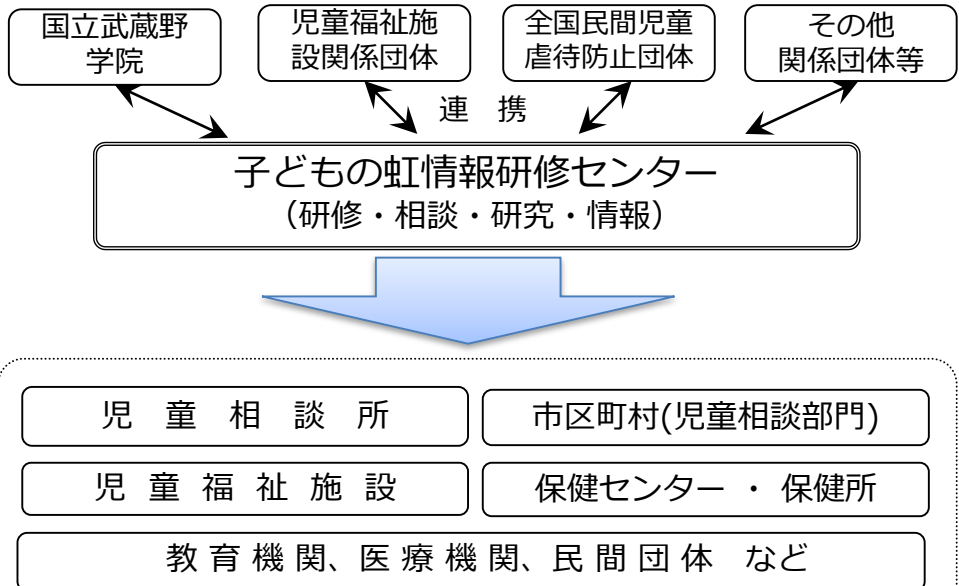 国立武蔵野
学院
児童福祉施
設関係団体
全国民間児童
虐待防止団体
その他
関係団体等
連 携
子どもの虹情報研修センター
（研修・相談・研究・情報）
児 童 相 談 所
市区町村(児童相談部門)
児 童 福 祉 施 設
保健センター ・ 保健所
教 育 機 関、医 療 機 関、民 間 団 体 など